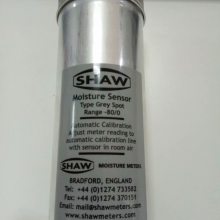 SHAW
Moisture Sensor
Type Grey Spot
Range -80/0
Automatic Calibration
Adjust meter reading to
automatic calibration line
with sensor in room air
SHAW MOISTURE METERS
BRADFORD, ENGLAND
Tel: +44 (0)1274 733582
Fax: +44 (0)1274 370151
Email: mail@shawmeters.com
www.shawmeters.com